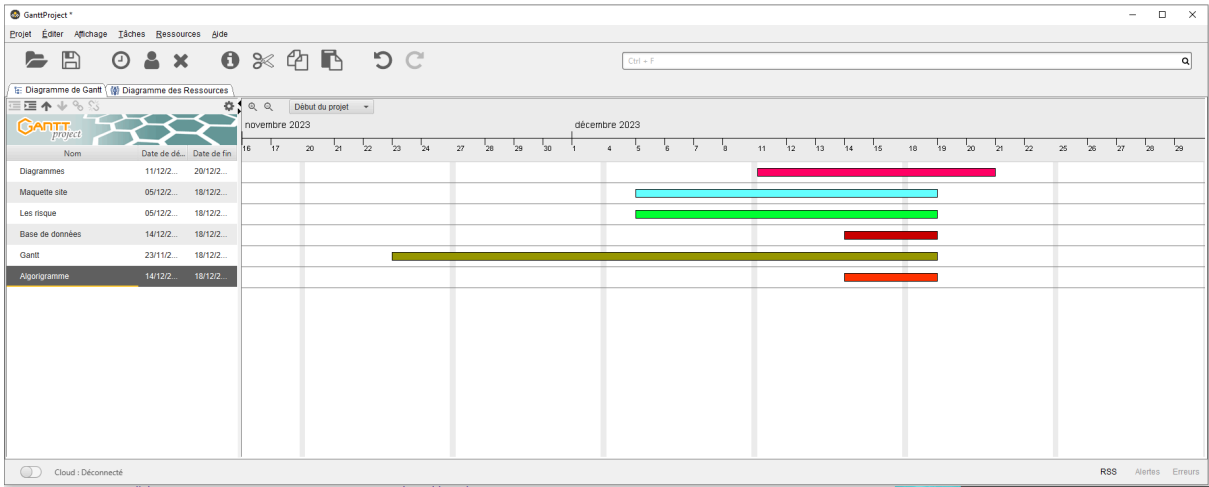 GanttProject *
Projet Éditer Affichage Tâches Ressources Aide
Ctrl + F
Diagramme de Gantt Diagramme des Ressources
Début du projet
GANTT project
novembre 2023 décembre 2023
16 17 20 21 22 23 24 27 28 29 30 1 4 5 6 7 8 11 12 13 14 15 18 19 20 21 22 25 26 27 28 29
Nom Date de dé... Date de fin
Diagrammes 11/12/2... 20/12/2...
Maquette site 05/12/2... 18/12/2...
Les risque 05/12/2... 18/12/2...
Base de données 14/12/2... 18/12/2...
Gantt 23/11/2... 18/12/2...
Algorigramme 14/12/2... 18/12/2...
Cloud : Déconnecté RSS Alertes Erreurs